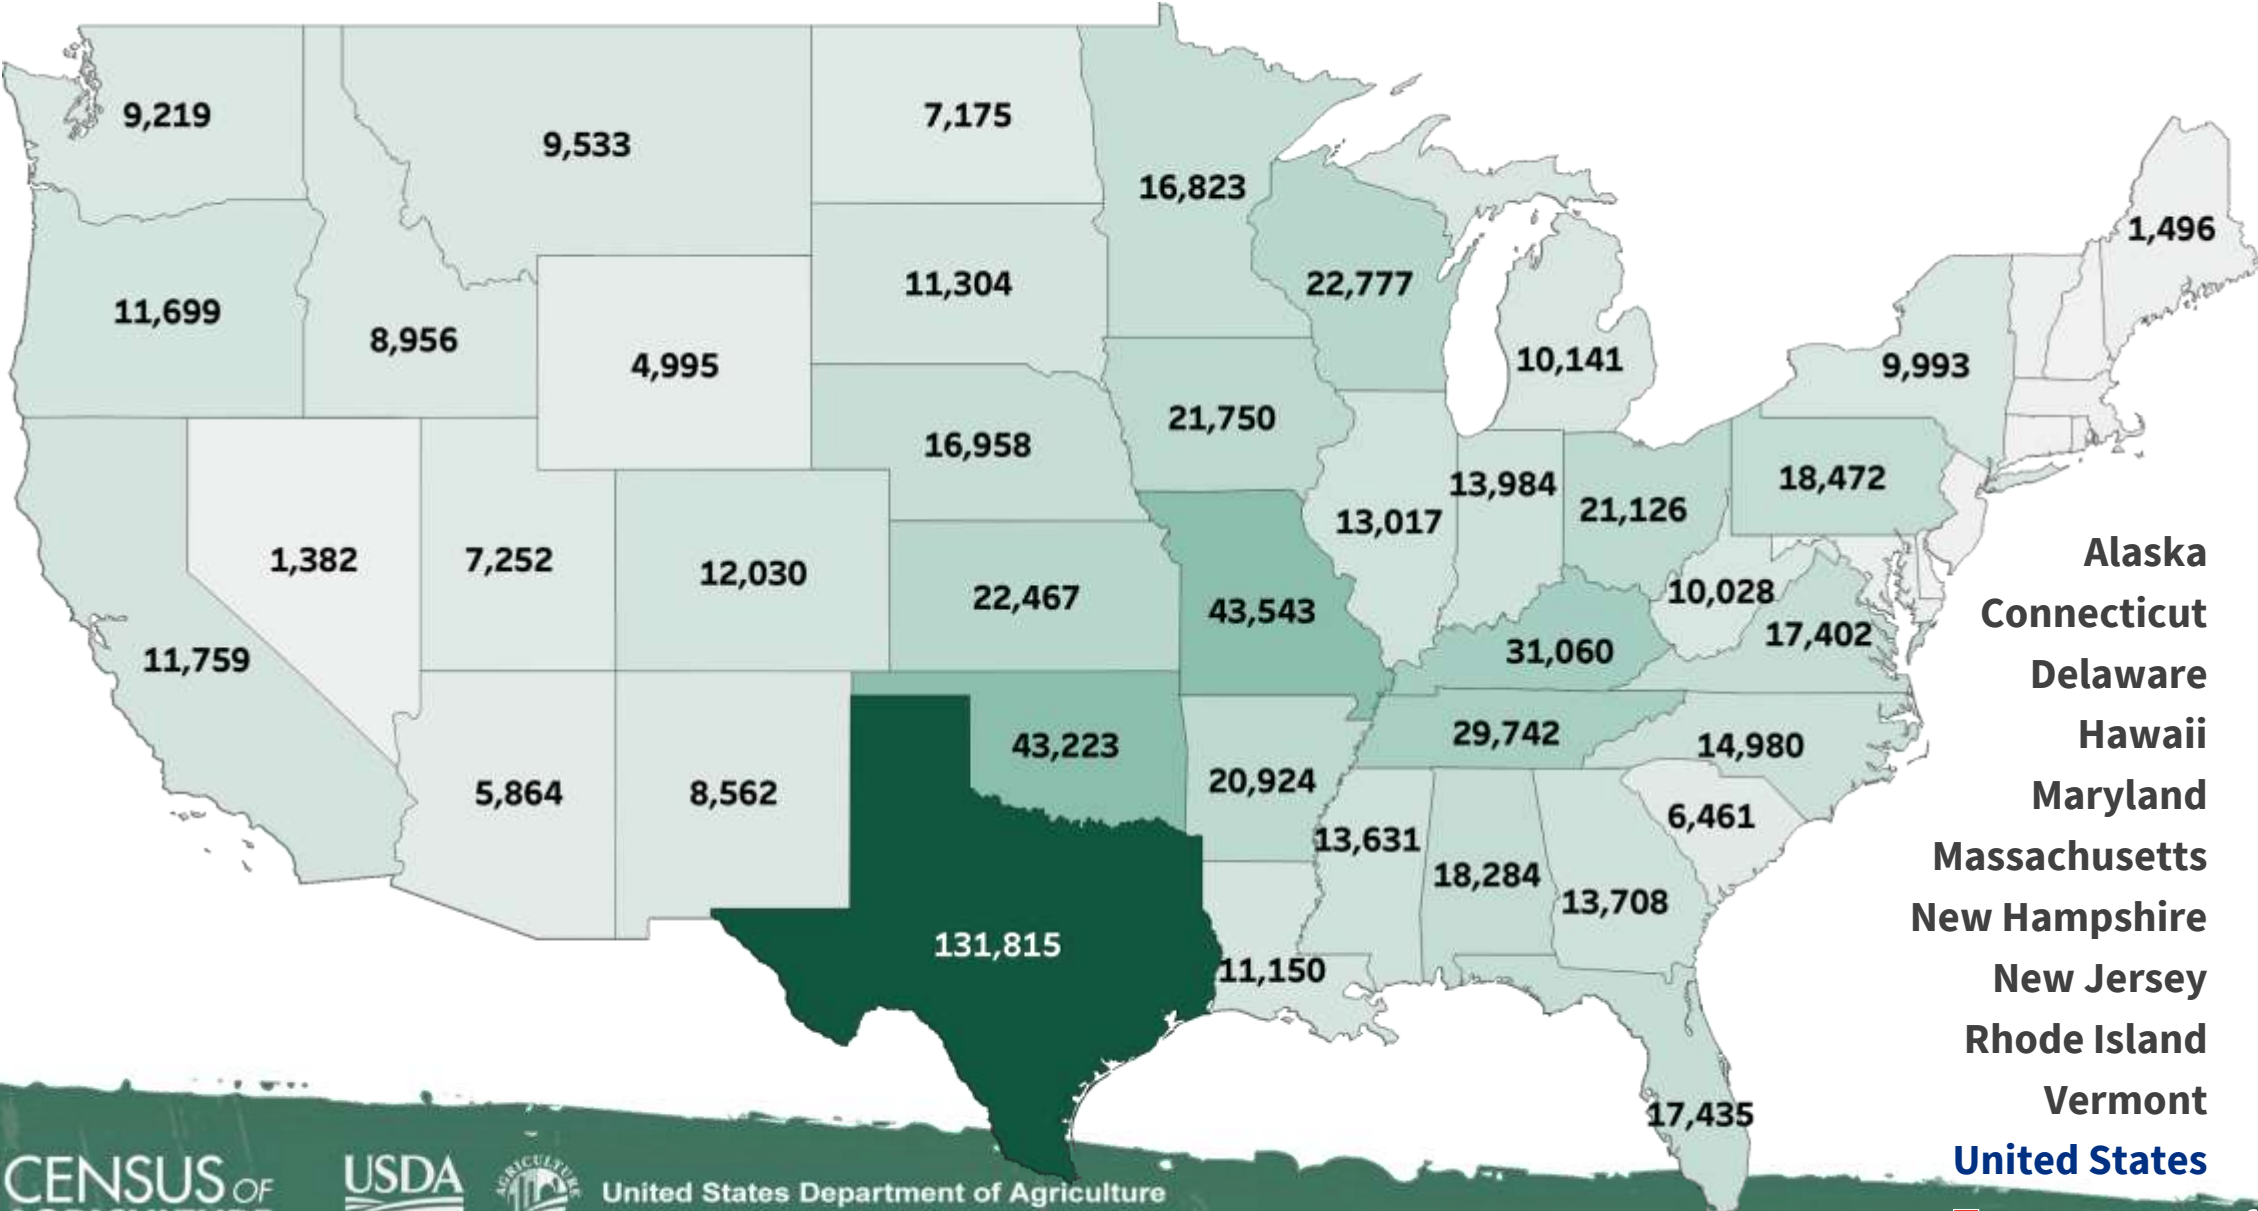 9,219
9,533
7,175
16,823
1,496
11,699
8,956
4,995
11,304
22,777
10,141
9,993
16,958
21,750
13,017
13,984
21,126
18,472
1,382
7,252
12,030
22,467
43,543
10,028
17,402
11,759
31,060
5,864
8,562
43,223
20,924
29,742
14,980
6,461
13,631
18,284
13,708
131,815
11,150
17,435
Alaska
Connecticut
Delaware
Hawaii
Maryland
Massachusetts
New Hampshire
New Jersey
Rhode Island
Vermont
United States
CENSUS OF
USDA
AGRICULTURE
United States Department of Agriculture